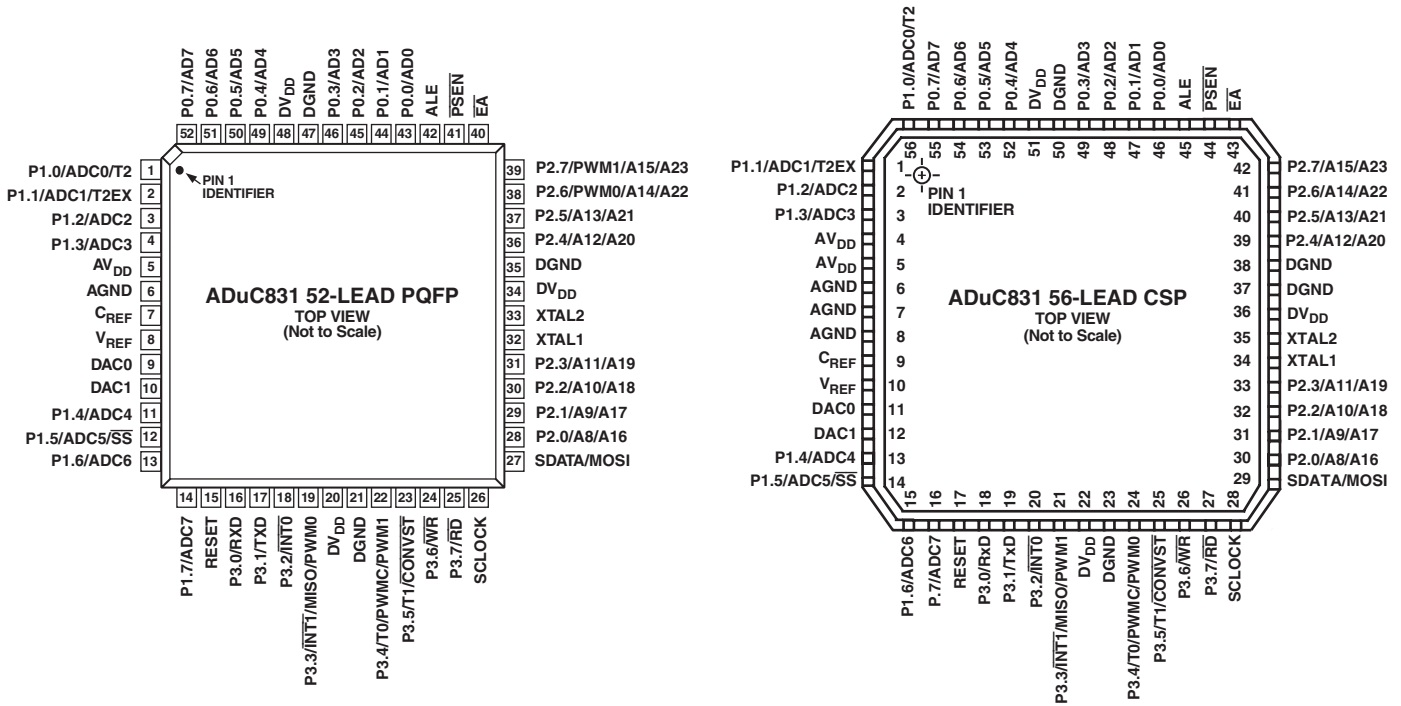 P0.7/AD7
P0.6/AD6
P0.5/AD5
P0.4/AD4
DVDD
DGND
P0.3/AD3
P0.2/AD2
P0.1/AD1
P0.0/AD0
ALE
PSEN
EA
52 51 50 49 48 47 46 45 44 43 42 41 40
P1.0/ADC0/T2 1
P1.1/ADC1/T2EX 2
P1.2/ADC2 3
P1.3/ADC3 4
AVDD 5
AGND 6
CREF 7
VREF 8
DAC0 9
DAC1 10
P1.4/ADC4 11
P1.5/ADC5/SS 12
P1.6/ADC6 13
PIN 1
IDENTIFIER
ADuC831 52-LEAD PQFP
TOP VIEW
(Not to Scale)
39 P2.7/PWM1/A15/A23
38 P2.6/PWM0/A14/A22
37 P2.5/A13/A21
36 P2.4/A12/A20
35 DGND
34 DVDD
33 XTAL2
32 XTAL1
31 P2.3/A11/A19
30 P2.2/A10/A18
29 P2.1/A9/A17
28 P2.0/A8/A16
27 SDATA/MOSI
14 15 16 17 18 19 20 21 22 23 24 25 26
P1.7/ADC7
RESET
P3.0/RXD
P3.1/TXD
P3.2/INT0
P3.3/INT1/MISO/PWM0
DVDD
DGND
P3.4/T0/PWMC/PWM1
P3.5/T1/CONVST
P3.6/WR
P3.7/RD
SCLOCK
P1.0/ADC0/T2
P0.7/AD7
P0.6/AD6
P0.5/AD5
P0.4/AD4
DVDD
DGND
P0.3/AD3
P0.2/AD2
P0.1/AD1
P0.0/AD0
ALE
PSEN
EA
56 55 54 53 52 51 50 49 48 47 46 45 44 43
P1.1/ADC1/T2EX 1
P1.2/ADC2 2
P1.3/ADC3 3
AVDD 4
AVDD 5
AGND 6
AGND 7
AGND 8
CREF 9
VREF 10
DAC0 11
DAC1 12
P1.4/ADC4 13
P1.5/ADC5/SS 14
PIN 1
IDENTIFIER
ADuC831 56-LEAD CSP
TOP VIEW
(Not to Scale)
42 P2.7/A15/A23
41 P2.6/A14/A22
40 P2.5/A13/A21
39 P2.4/A12/A20
38 DGND
37 DGND
36 DVDD
35 XTAL2
34 XTAL1
33 P2.3/A11/A19
32 P2.2/A10/A18
31 P2.1/A9/A17
30 P2.0/A8/A16
29 SDATA/MOSI
15 16 17 18 19 20 21 22 23 24 25 26 27 28
P1.6/ADC6
P.7/ADC7
RESET
P3.0/RxD
P3.1/TxD
P3.2/INT0
P3.3/INT1/MISO/PWM1
DVDD
DGND
P3.4/T0/PWMC/PWM0
P3.5/T1/CONVST
P3.6/WR
P3.7/RD
SCLOCK